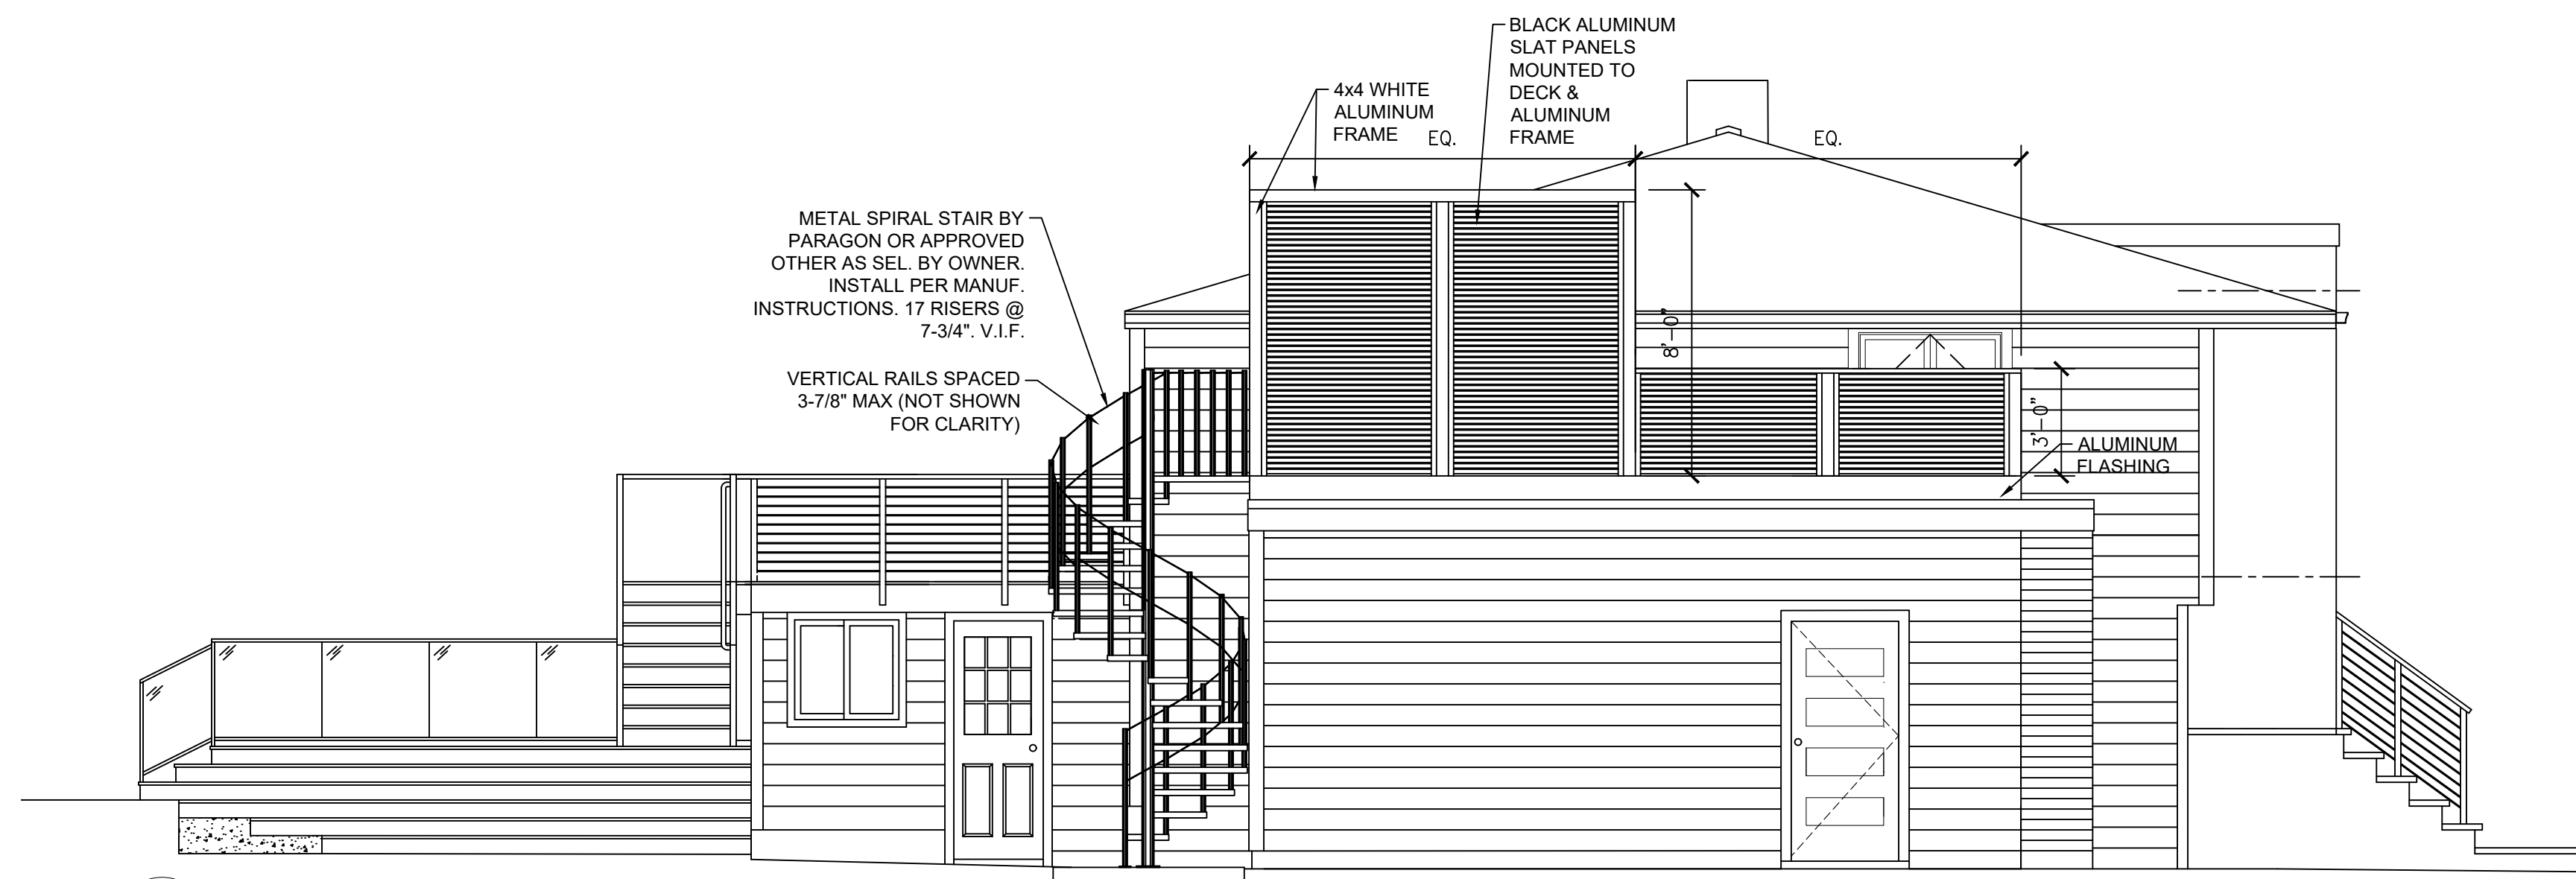 BLACK ALUMINUM
SLAT PANELS
MOUNTED TO
DECK &
ALUMINUM
FRAME
4x4 WHITE
ALUMINUM
FRAME
EQ.
EQ.
METAL SPIRAL STAIR BY
PARAGON OR APPROVED
OTHER AS SEL. BY OWNER.
INSTALL PER MANUF.
INSTRUCTIONS. 17 RISERS @
7-3/4". V.I.F.
8'-0"
VERTICAL RAILS SPACED
3-7/8" MAX (NOT SHOWN
FOR CLARITY)
3'-0"
ALUMINUM
FLASHING